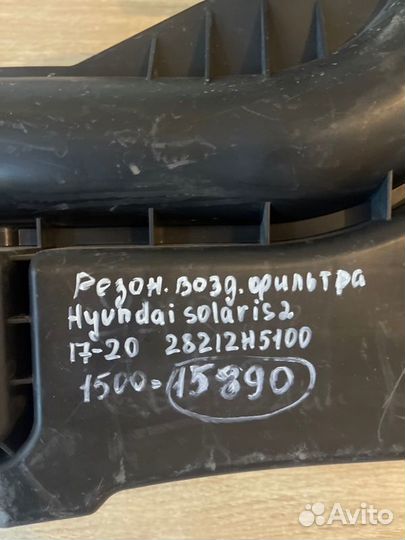 Резон. возд. фильтра
Hyundai solaris2
17-20 28212H5100
1500= 15890
Avito